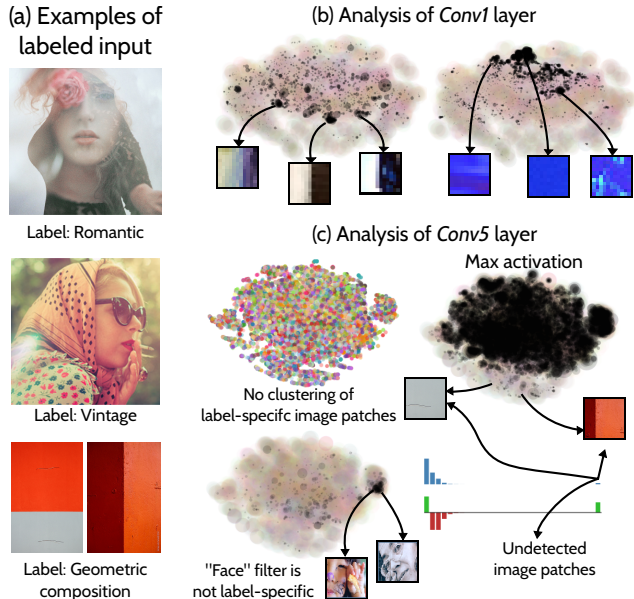 (a) Examples of
labeled input
Label: Romantic
Label: Vintage
Label: Geometric
composition
(b) Analysis of Conv1 layer
(c) Analysis of Conv5 layer
Max activation
No clustering of
label-specifc image patches
"Face" filter is
not label-specific
Undetected
image patches